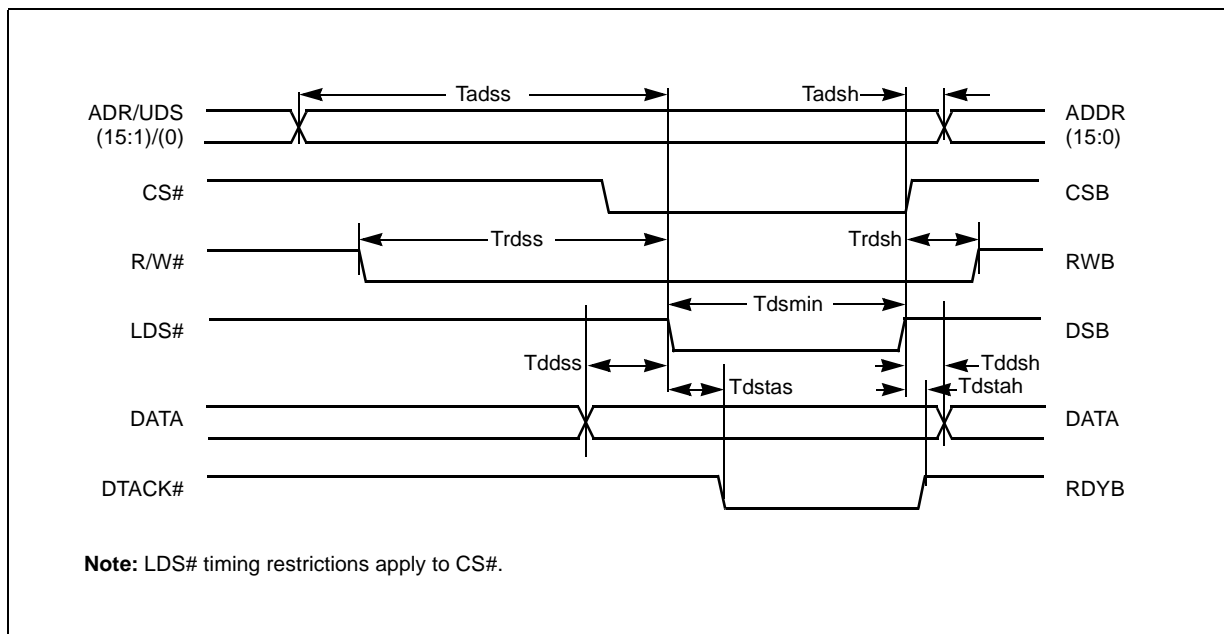 Tadss
Tadsh
ADR/UDS
(15:1)/(0)
ADDR
(15:0)
CS#
CSB
Trdss
Trdsh
R/W#
RWB
Tdsmin
LDS#
DSB
Tddss
Tddsh
Tdstas
Tdstah
DATA
DATA
DTACK#
RDYB
Note: LDS# timing restrictions apply to CS#.